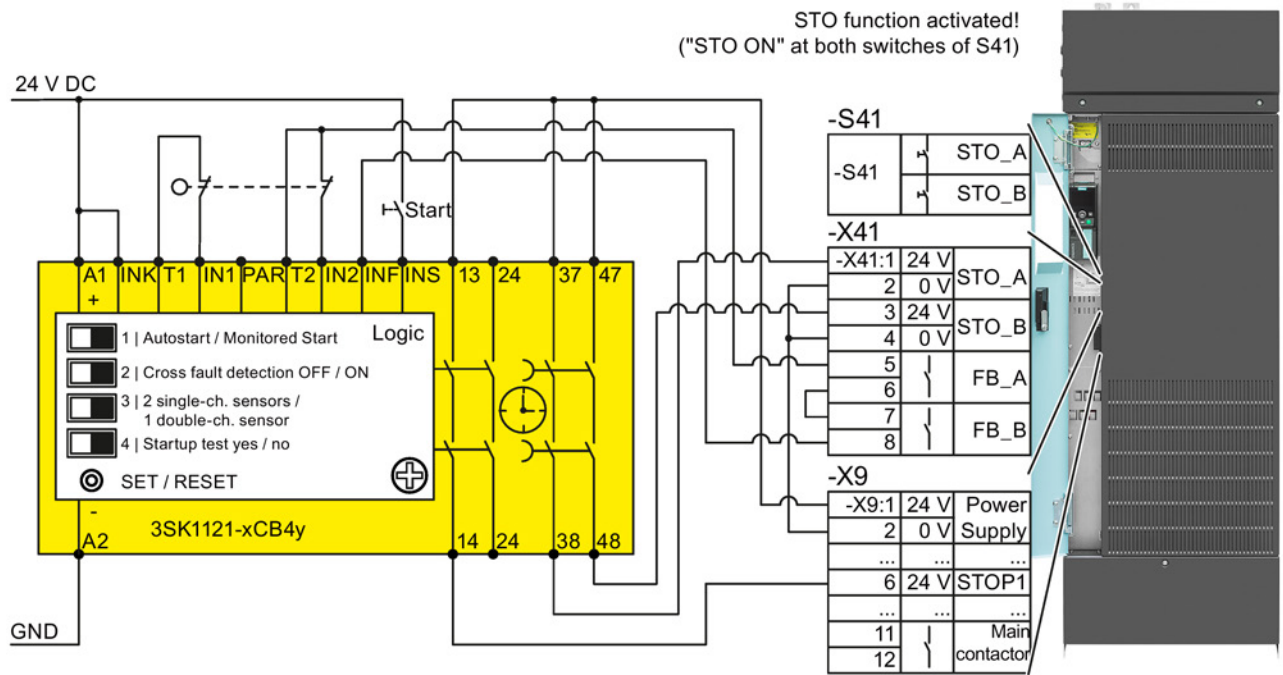 STO function activated!
("STO ON" at both switches of S41)
24 V DC
Start
A1 INK T1 IN1 PAR T2 IN2 INF INS 13 24 37 47
+
1 | Autostart / Monitored Start
Logic
2 | Cross fault detection OFF / ON
3 | 2 single-ch. sensors /
1 double-ch. sensor
4 | Startup test yes / no
SET / RESET
-
3SK1121-xCB4y
A2 14 24 38 48
GND
-S41
-S41 STO_A
STO_B
-X41
-X41:1 24 V STO_A
2 0 V
3 24 V STO_B
4 0 V
5 FB_A
6
7 FB_B
8
-X9
-X9:1 24 V Power
2 0 V Supply
... ... ...
6 24 V STOP1
... ... ...
11 Main
12 contactor